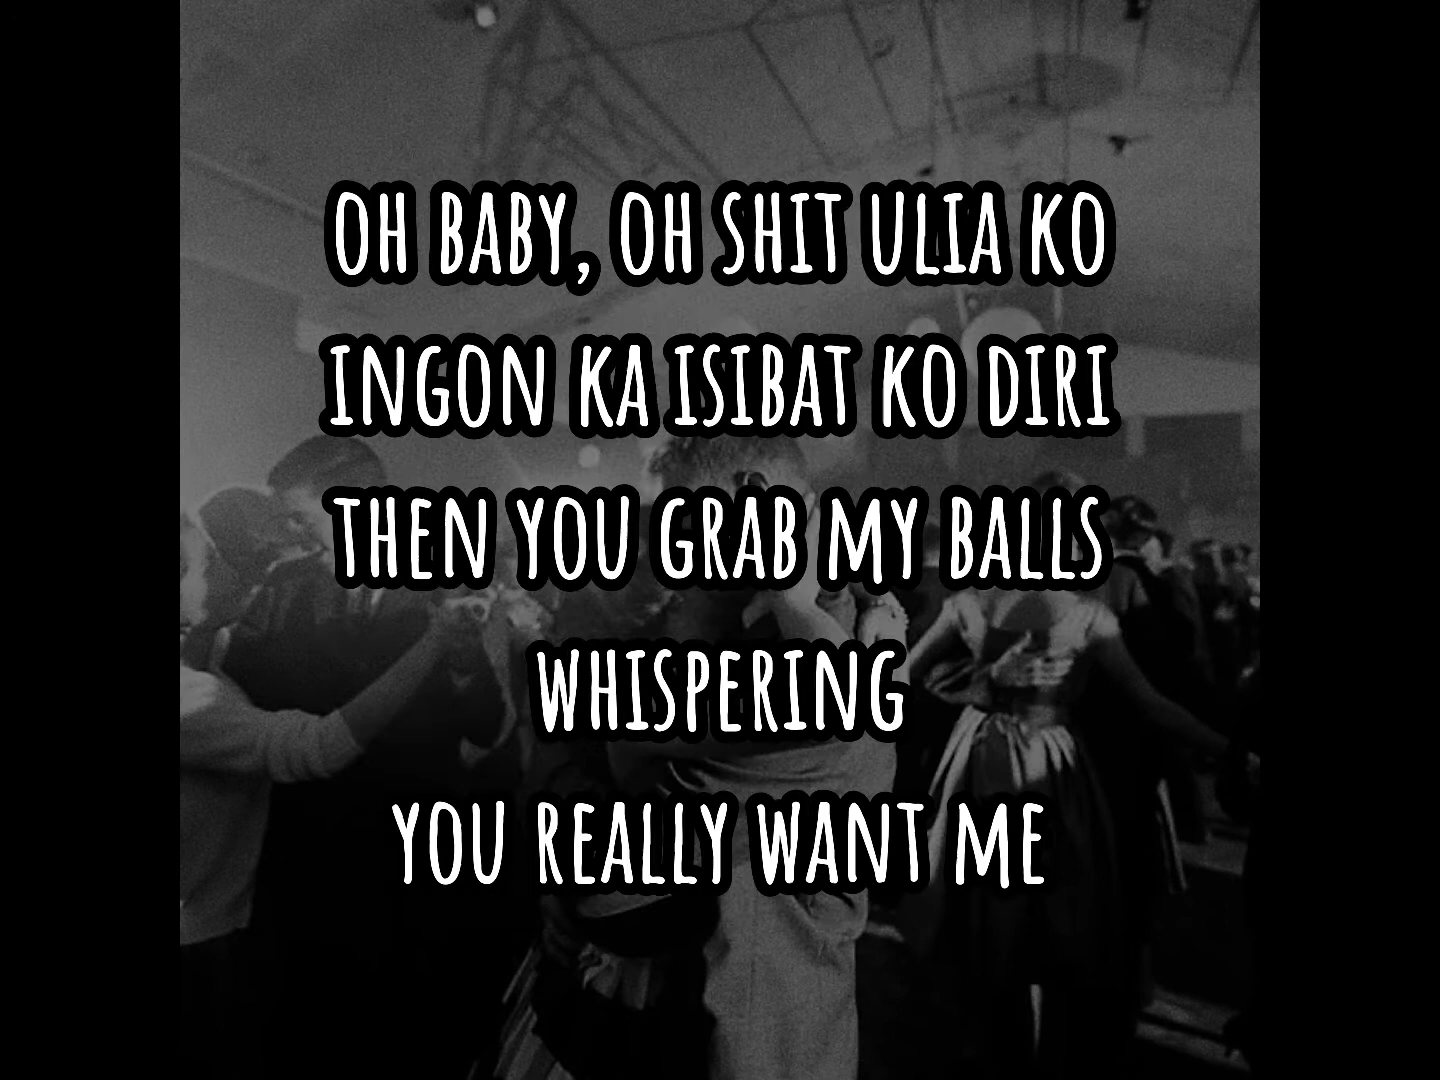 OH BABY, OH SHIT ULIA KO
INGON KA ISIBAT KO DIRI
THEN YOU GRAB MY BALLS
WHISPERING
YOU REALLY WANT ME